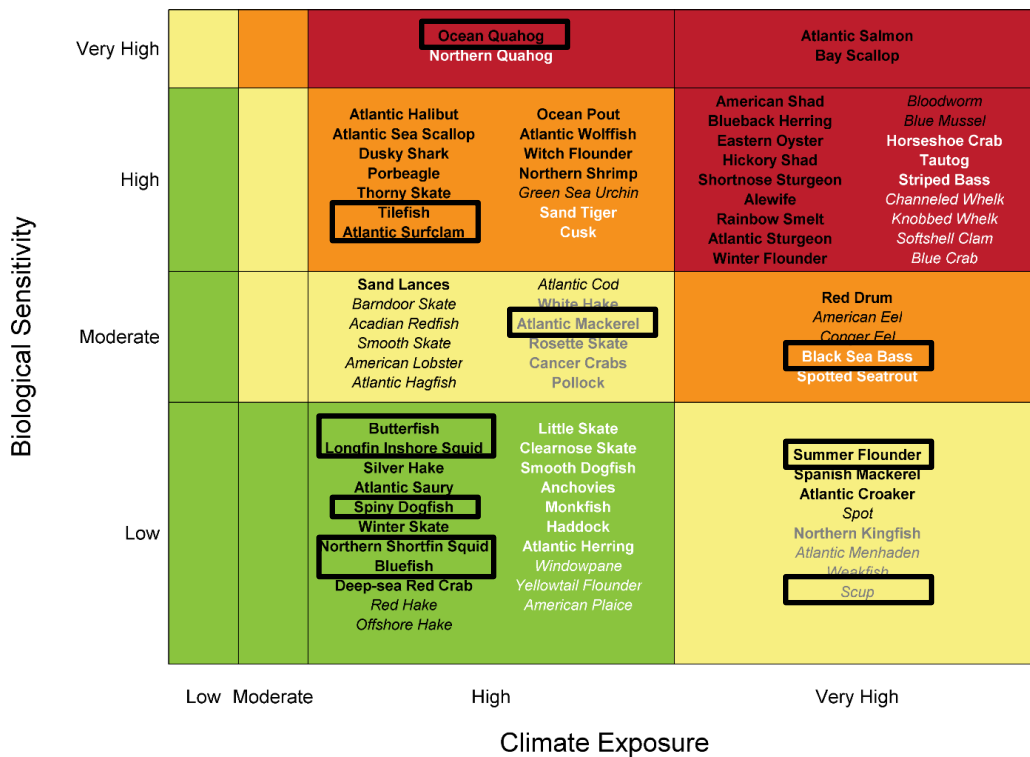 Biological Sensitivity
Very High
Ocean Quahog
Northern Quahog
Atlantic Salmon
Bay Scallop
High
Atlantic Halibut
Atlantic Sea Scallop
Dusky Shark
Porbeagle
Thorny Skate
Tilefish
Atlantic Surfclam
Ocean Pout
Atlantic Wolffish
Witch Flounder
Northern Shrimp
Green Sea Urchin
Sand Tiger
Cusk
American Shad
Blueback Herring
Eastern Oyster
Hickory Shad
Shortnose Sturgeon
Alewife
Rainbow Smelt
Atlantic Sturgeon
Winter Flounder
Bloodworm
Blue Mussel
Horseshoe Crab
Tautog
Striped Bass
Channeled Whelk
Knobbed Whelk
Softshell Clam
Blue Crab
Moderate
Sand Lances
Barndoor Skate
Acadian Redfish
Smooth Skate
American Lobster
Atlantic Hagfish
Atlantic Cod
White Hake
Atlantic Mackerel
Rosette Skate
Cancer Crabs
Pollock
Red Drum
American Eel
Conger Eel
Black Sea Bass
Spotted Seatrout
Low
Butterfish
Longfin Inshore Squid
Silver Hake
Atlantic Saury
Spiny Dogfish
Winter Skate
Northern Shortfin Squid
Bluefish
Deep-sea Red Crab
Red Hake
Offshore Hake
Little Skate
Clearnose Skate
Smooth Dogfish
Anchovies
Monkfish
Haddock
Atlantic Herring
Windowpane
Yellowtail Flounder
American Plaice
Summer Flounder
Spanish Mackerel
Atlantic Croaker
Spot
Northern Kingfish
Atlantic Menhaden
Weakfish
Scup
Low
Moderate
High
Very High
Climate Exposure